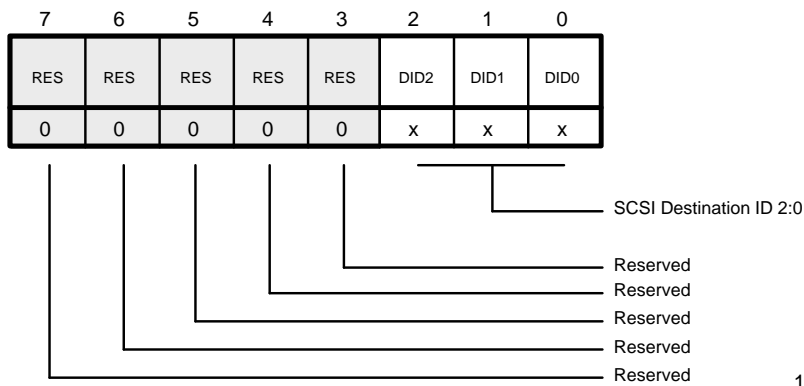 7 6 5 4 3 2 1 0
RES RES RES RES RES DID2 DID1 DID0
0 0 0 0 0 x x x
SCSI Destination ID 2:0
Reserved
Reserved
Reserved
Reserved
Reserved 1